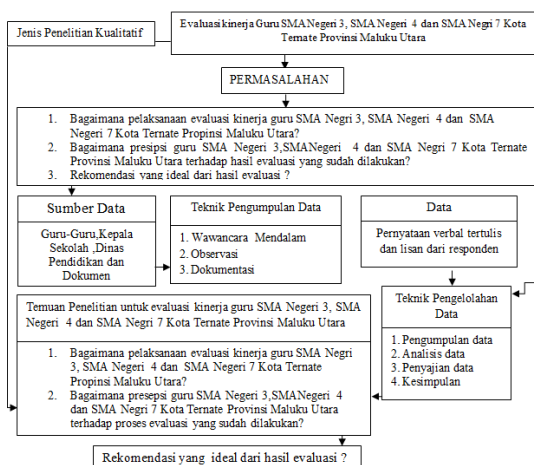 Jenis Penelitian Kualitatif
Evaluasi kinerja Guru SMA Negeri 3, SMA Negeri 4 dan SMA Negri 7 Kota
Ternate Provinsi Maluku Utara
PERMASALAHAN
1. Bagaimana pelaksanaan evaluasi kinerja guru SMA Negri 3, SMA Negeri 4 dan SMA
Negeri 7 Kota Ternate Propinsi Maluku Utara?
2. Bagaimana presipsi guru SMA Negeri 3,SMANegeri 4 dan SMA Negri 7 Kota Ternate
Provinsi Maluku Utara terhadap hasil evaluasi yang sudah dilakukan?
3. Rekomendasi yang ideal dari hasil evaluasi ?
Sumber Data
Guru-Guru,Kepala
Sekolah ,Dinas
Pendidikan dan
Dokumen
Teknik Pengumpulan Data
1. Wawancara Mendalam
2. Observasi
3. Dokumentasi
Data
Pernyataan verbal tertulis
dan lisan dari responden
Teknik Pengelolahan
Data
1. Pengumpulan data
2. Analisis data
3. Penyajian data
4. Kesimpulan
Temuan Penelitian untuk evaluasi kinerja guru SMA Negeri 3, SMA
Negeri 4 dan SMA Negri 7 Kota Ternate Provinsi Maluku Utara
1. Bagaimana pelaksanaan evaluasi kinerja guru SMA Negri
3, SMA Negeri 4 dan SMA Negeri 7 Kota Ternate
Propinsi Maluku Utara?
2. Bagaimana presepsi guru SMA Negeri 3,SMANegeri 4
dan SMA Negri 7 Kota Ternate Provinsi Maluku Utara
terhadap proses evaluasi yang sudah dilakukan?
Rekomendasi yang ideal dari hasil evaluasi ?